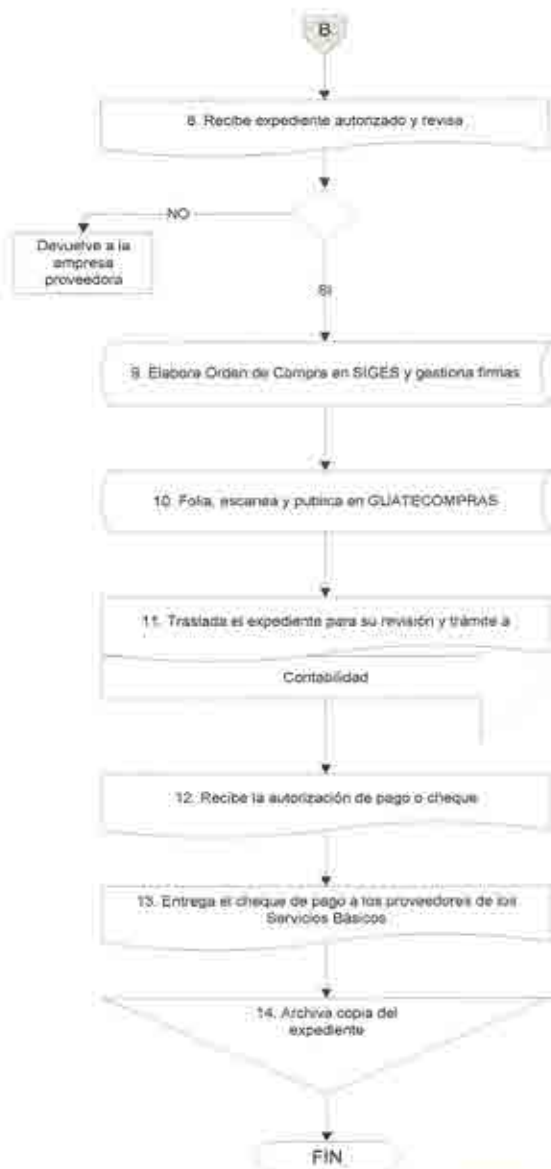 B
8. Recibe expediente autorizado y revisa
NO
Devuelve a la
empresa
proveedora
SI
9. Elabora Orden de Compra en SIGES y gestiona firmas
10. Folia, escanea y publica en GUATECOMPRAS
11. Traslada el expediente para su revisión y trámite a
Contabilidad
12. Recibe la autorización de pago o cheque
13. Entrega el cheque de pago a los proveedores de los
Servicios Básicos
14. Archiva copia del
expediente
FIN